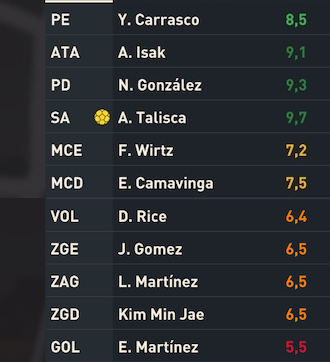 PE Y. Carrasco 8,5
ATA A. Isak 9,1
PD N. González 9,3
SA A. Talisca 9,7
MCE F. Wirtz 7,2
MCD E. Camavinga 7,5
VOL D. Rice 6,4
ZGE J. Gomez 6,5
ZAG L. Martínez 6,5
ZGD Kim Min Jae 6,5
GOL E. Martínez 5,5